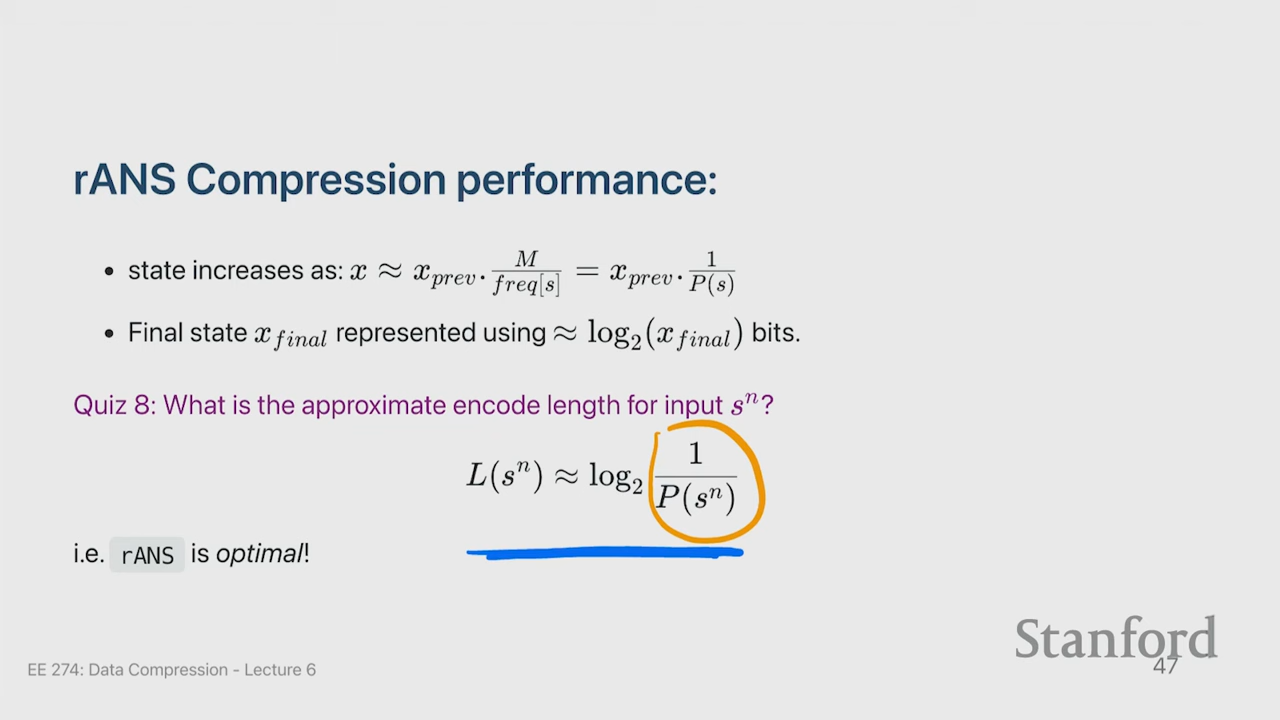 rANS Compression performance:
• state increases as: x ≈ x_prev · M/freq[s] = x_prev · 1/P(s)
• Final state x_final represented using ≈ log₂(x_final) bits.
Quiz 8: What is the approximate encode length for input sⁿ?
L(sⁿ) ≈ log₂ 1/P(sⁿ)
i.e. rANS is optimal!
Stanford
EE 274: Data Compression - Lecture 6
47